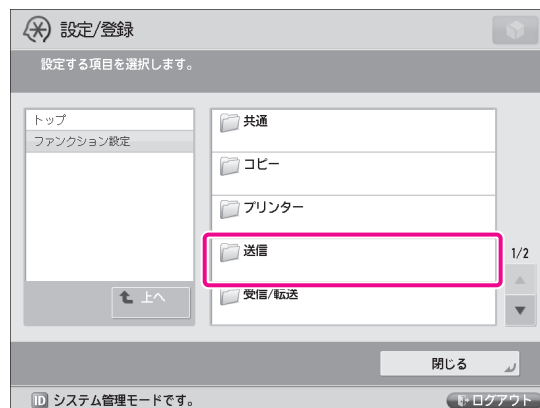 設定/登録
設定する項目を選択します。
トップ
ファンクション設定
上へ
共通
コピー
プリンター
送信
受信/転送
1/2
閉じる
ID システム管理モードです。
ログアウト